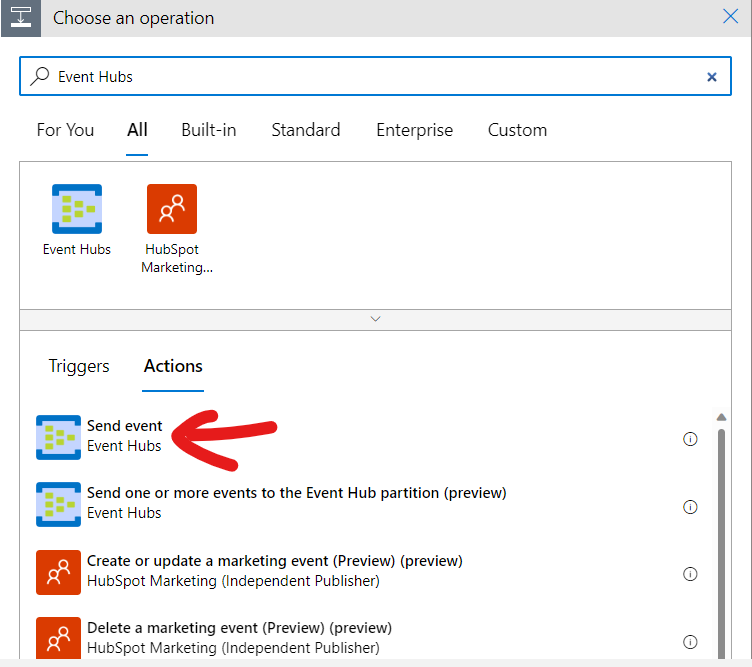 Choose an operation
Event Hubs
For You All Built-in Standard Enterprise Custom
Event Hubs
HubSpot
Marketing...
Triggers Actions
Send event
Event Hubs
Send one or more events to the Event Hub partition (preview)
Event Hubs
Create or update a marketing event (Preview) (preview)
HubSpot Marketing (Independent Publisher)
Delete a marketing event (Preview) (preview)
HubSpot Marketing (Independent Publisher)